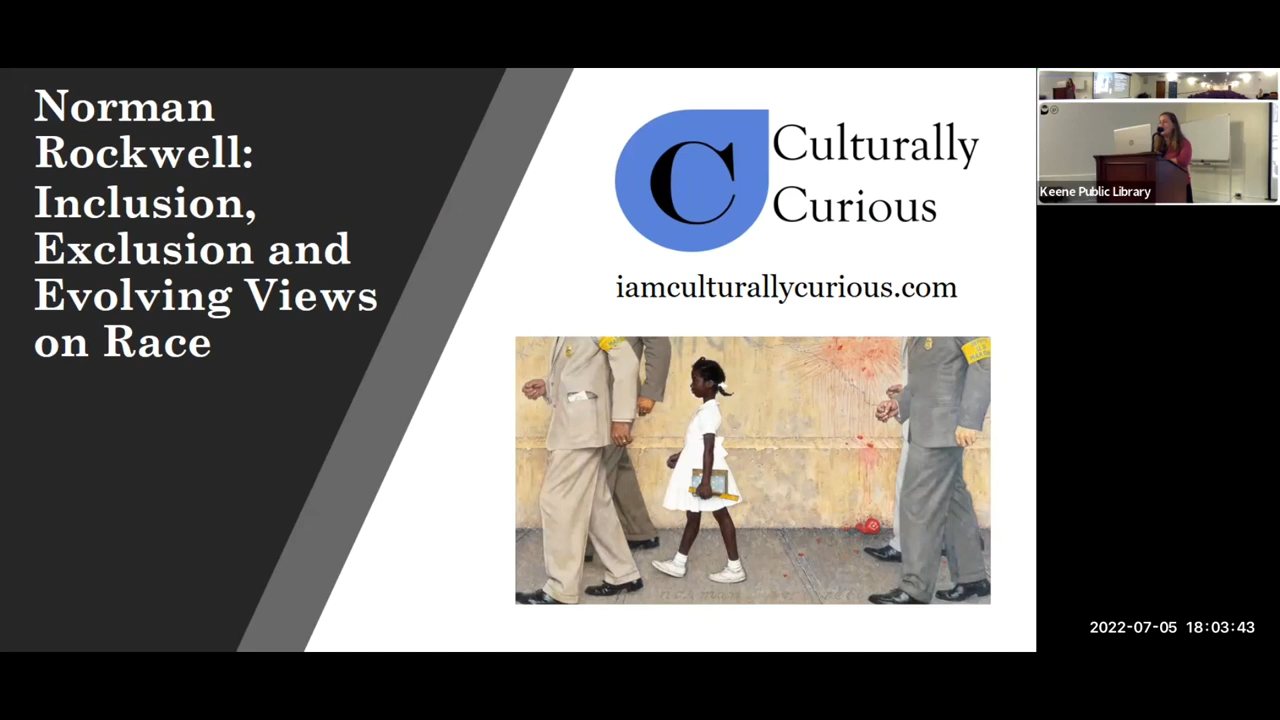 Norman
Rockwell:
Inclusion,
Exclusion and
Evolving Views
on Race
C
Culturally
Curious
iamculturallycurious.com
Keene Public Library
2022-07-05 18:03:43